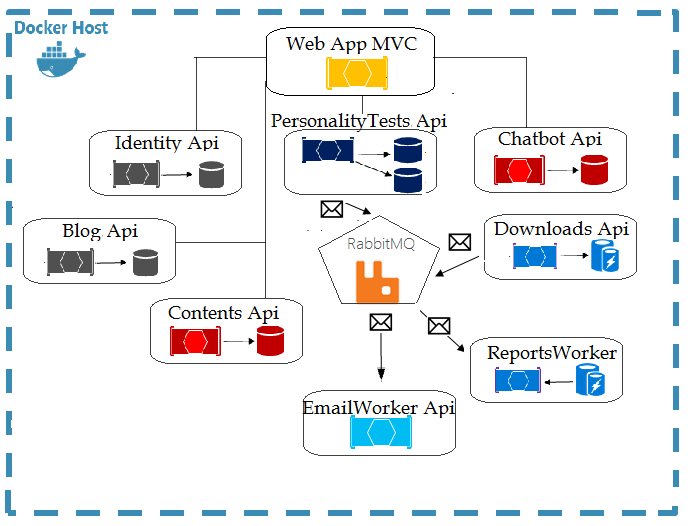 Docker Host
Web App MVC
PersonalityTests Api
Identity Api
Chatbot Api
Blog Api
Downloads Api
RabbitMQ
Contents Api
ReportsWorker
EmailWorker Api